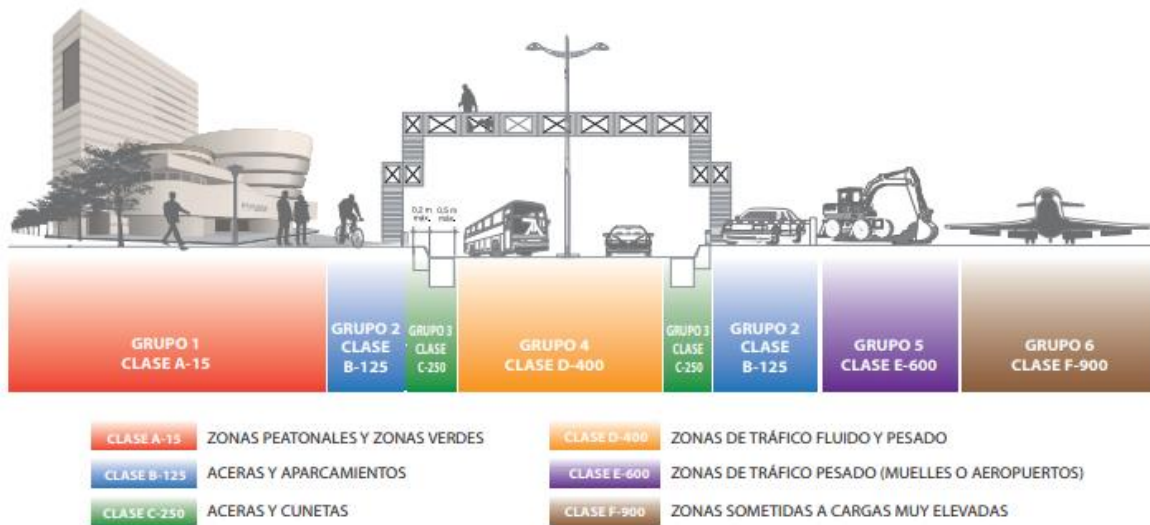 0,2 m
máx.
0,5 m
máx.
GRUPO 1
CLASE A-15
GRUPO 2
CLASE
B-125
GRUPO 3
CLASE
C-250
GRUPO 4
CLASE D-400
GRUPO 3
CLASE
C-250
GRUPO 2
CLASE
B-125
GRUPO 5
CLASE E-600
GRUPO 6
CLASE F-900
CLASE A-15 ZONAS PEATONALES Y ZONAS VERDES
CLASE B-125 ACERAS Y APARCAMIENTOS
CLASE C-250 ACERAS Y CUNETAS
CLASE D-400 ZONAS DE TRÁFICO FLUIDO Y PESADO
CLASE E-600 ZONAS DE TRÁFICO PESADO (MUELLES O AEROPUERTOS)
CLASE F-900 ZONAS SOMETIDAS A CARGAS MUY ELEVADAS